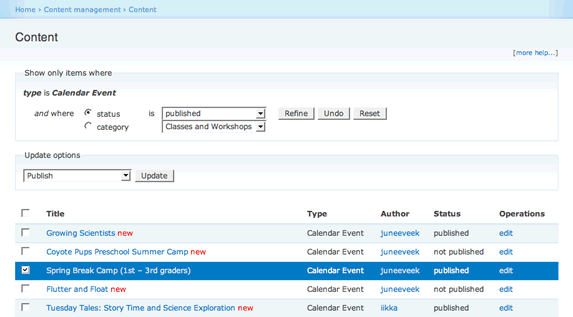 Home › Content management › Content
Content
[more help...]
Show only items where
type is Calendar Event
and where status is published Refine Undo Reset
category Classes and Workshops
Update options
Publish Update
Title Type Author Status Operations
Growing Scientists new Calendar Event juneeveek published edit
Coyote Pups Preschool Summer Camp new Calendar Event juneeveek not published edit
Spring Break Camp (1st – 3rd graders) Calendar Event juneeveek published edit
Flutter and Float new Calendar Event juneeveek not published edit
Tuesday Tales: Story Time and Science Exploration new Calendar Event iikka published edit